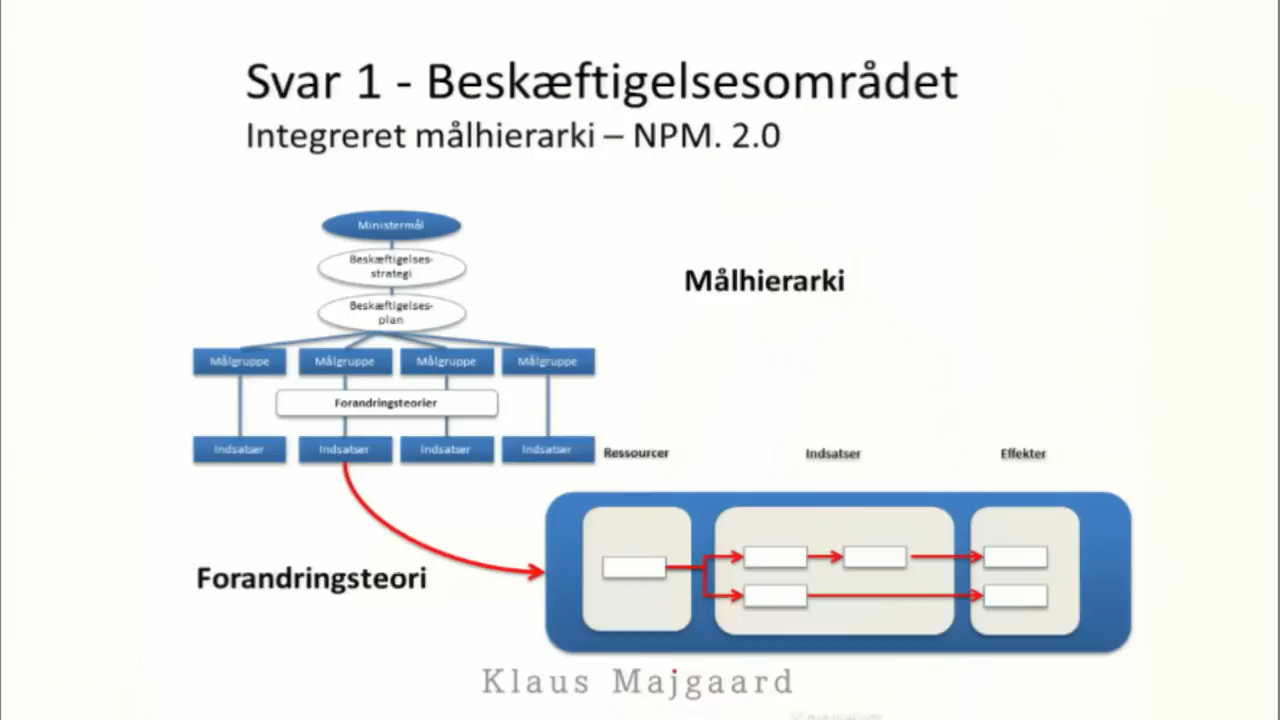 Svar 1 - Beskæftigelsesområdet
Integreret målhierarki – NPM. 2.0
Ministermål
Beskæftigelses-
strategi
Beskæftigelses-
plan
Målhierarki
Målgruppe Målgruppe Målgruppe Målgruppe
Forandringsteorier
Indsatser Indsatser Indsatser Indsatser
Ressourcer Indsatser Effekter
Forandringsteori
Klaus Majgaard